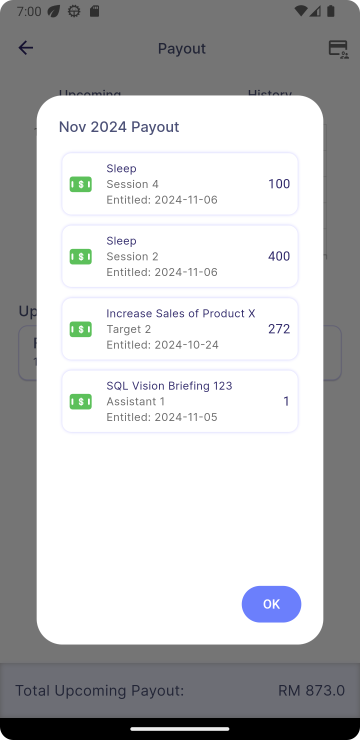 7:00
Payout
Upcoming
History
Nov 2024 Payout
Sleep
Session 4
100
Entitled: 2024-11-06
Sleep
Session 2
400
Entitled: 2024-11-06
Increase Sales of Product X
Target 2
272
Entitled: 2024-10-24
SQL Vision Briefing 123
Assistant 1
1
Entitled: 2024-11-05
OK
Total Upcoming Payout:
RM 873.0